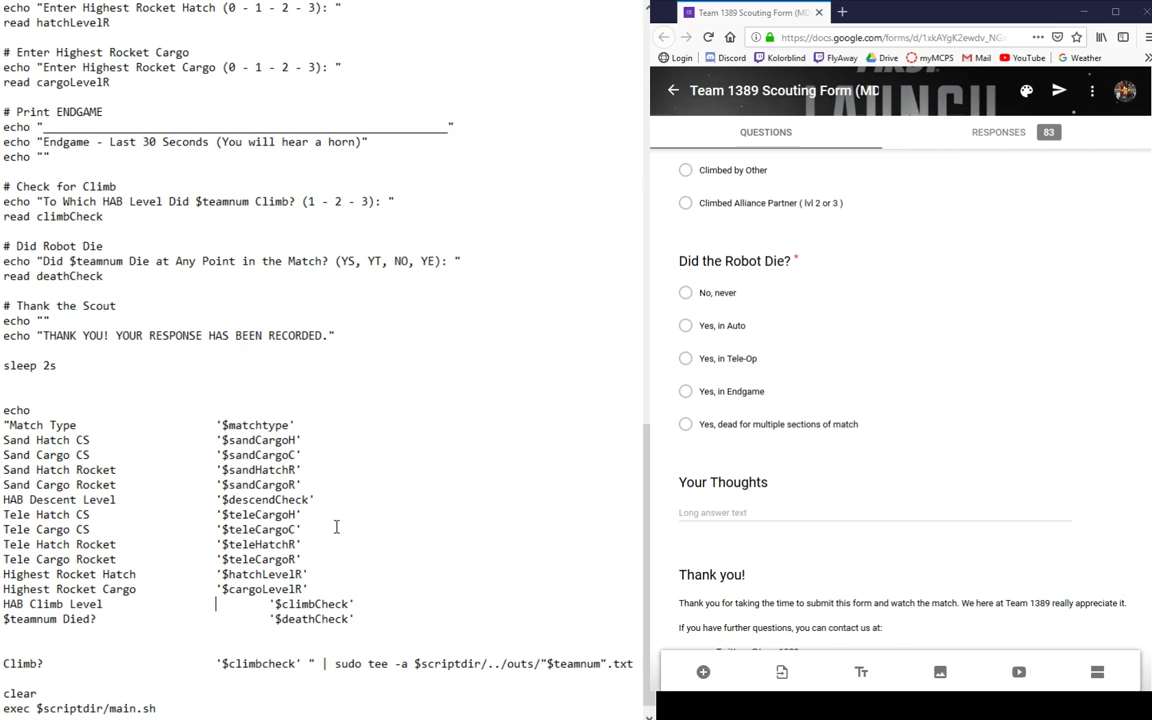 echo "Enter Highest Rocket Hatch (0 - 1 - 2 - 3): "
read hatchLevelR
# Enter Highest Rocket Cargo
echo "Enter Highest Rocket Cargo (0 - 1 - 2 - 3): "
read cargoLevelR
# Print ENDGAME
echo "______________________________________________________________"
echo "Endgame - Last 30 Seconds (You will hear a horn)"
echo ""
# Check for Climb
echo "To Which HAB Level Did $teamnum Climb? (1 - 2 - 3): "
read climbCheck
# Did Robot Die
echo "Did $teamnum Die at Any Point in the Match? (YS, YT, NO, YE): "
read deathCheck
# Thank the Scout
echo ""
echo "THANK YOU! YOUR RESPONSE HAS BEEN RECORDED."
sleep 2s
echo
"Match Type '$matchtype'
Sand Hatch CS '$sandCargoH'
Sand Cargo CS '$sandCargoC'
Sand Hatch Rocket '$sandHatchR'
Sand Cargo Rocket '$sandCargoR'
HAB Descent Level '$descendCheck'
Tele Hatch CS '$teleCargoH'
Tele Cargo CS '$teleCargoC'
Tele Hatch Rocket '$teleHatchR'
Tele Cargo Rocket '$teleCargoR'
Highest Rocket Hatch '$hatchLevelR'
Highest Rocket Cargo '$cargoLevelR'
HAB Climb Level '$climbCheck'
$teamnum Died? '$deathCheck'
Climb? '$climbcheck' " | sudo tee -a $scriptdir/../outs/"$teamnum".txt
clear
exec $scriptdir/main.sh
Team 1389 Scouting Form (MD
https://docs.google.com/forms/d/1xkAYgK2ewdv_NG
Login Discord Kolorblind FlyAway Drive myMCPS Mail YouTube Weather
Team 1389 Scouting Form (MD
LAUNCH
QUESTIONS RESPONSES 83
Climbed by Other
Climbed Alliance Partner ( lvl 2 or 3 )
Did the Robot Die? *
No, never
Yes, in Auto
Yes, in Tele-Op
Yes, in Endgame
Yes, dead for multiple sections of match
Your Thoughts
Long answer text
Thank you!
Thank you for taking the time to submit this form and watch the match. We here at Team 1389 really appreciate it.
If you have further questions, you can contact us at: